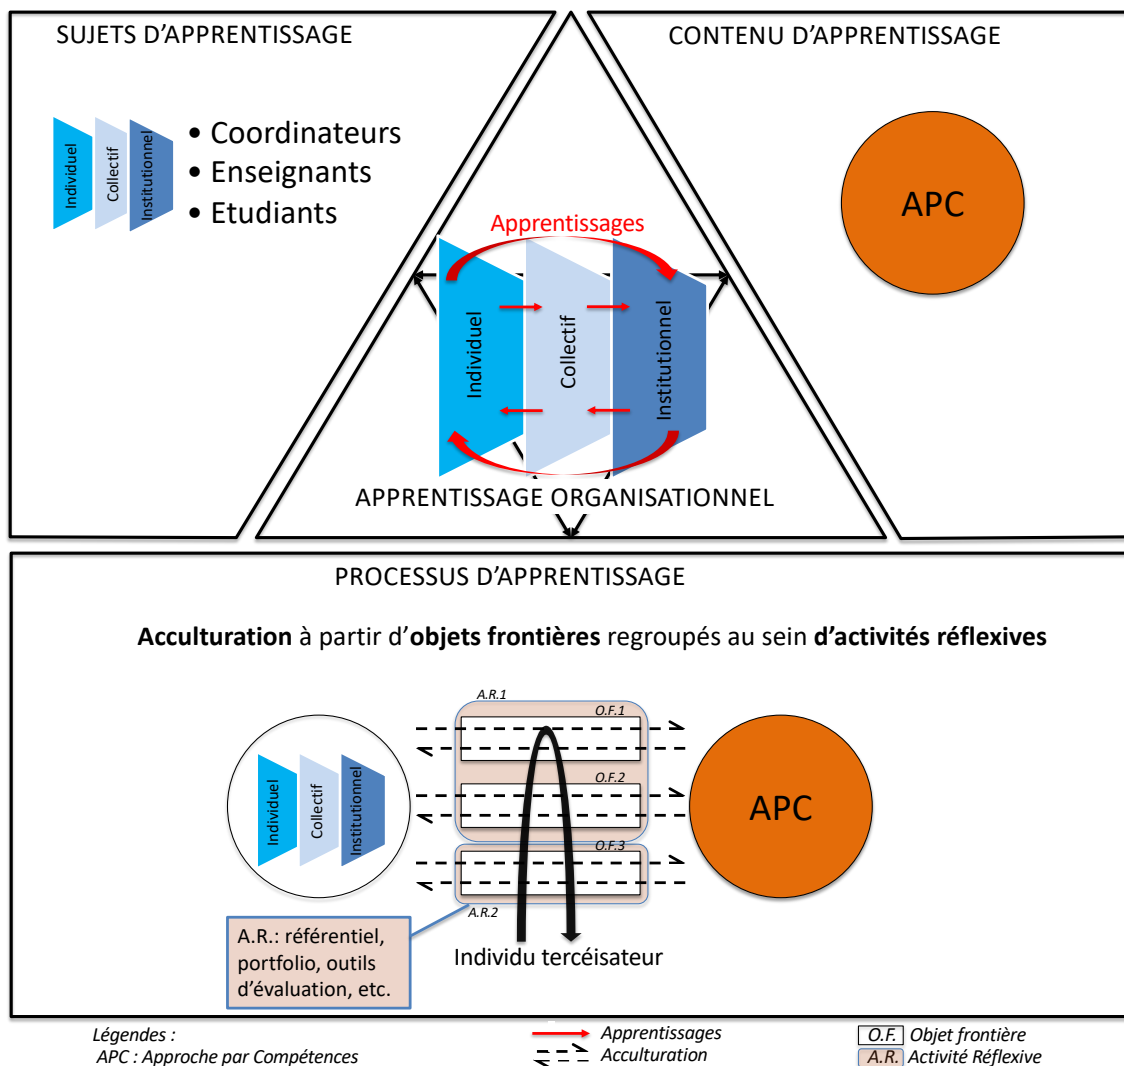 SUJETS D’APPRENTISSAGE
CONTENU D’APPRENTISSAGE
Individuel
Collectif
Institutionnel
• Coordinateurs
• Enseignants
• Etudiants
APC
Apprentissages
Individuel
Collectif
Institutionnel
APPRENTISSAGE ORGANISATIONNEL
PROCESSUS D’APPRENTISSAGE
Acculturation à partir d’objets frontières regroupés au sein d’activités réflexives
A.R.1
O.F.1
O.F.2
O.F.3
A.R.2
Individuel
Collectif
Institutionnel
APC
A.R.: référentiel,
portfolio, outils
d’évaluation, etc.
Individu tercéisateur
Légendes :
APC : Approche par Compétences
Apprentissages
Acculturation
O.F. Objet frontière
A.R. Activité Réflexive